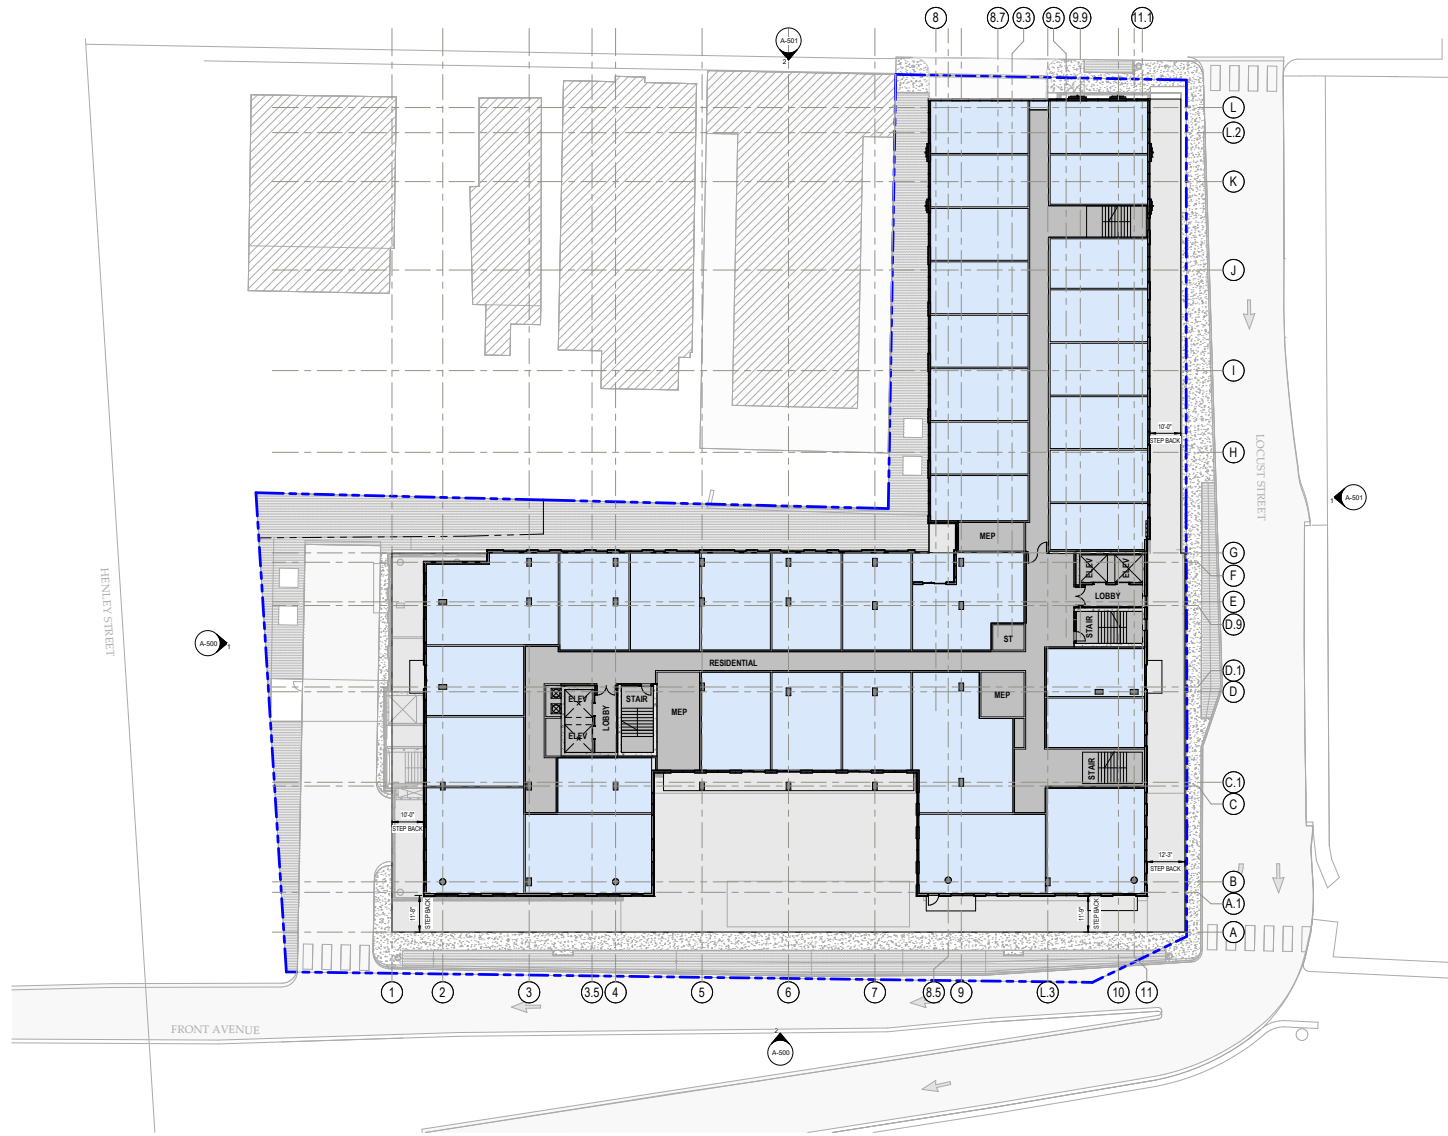 8
8.7
9.3
9.5
9.9
11.1
A-501
2
L
L.2
K
J
I
H
10'-0"
STEP BACK
LOCUST STREET
1
A-501
MEP
G
F
E
D.9
ELEV
ELEV
LOBBY
STAIR
ST
HENLEY STREET
A-500
1
RESIDENTIAL
D.1
D
ELEV
ELEV
LOBBY
STAIR
MEP
MEP
STAIR
C.1
C
10'-0"
STEP BACK
12'-3"
STEP BACK
B
A.1
A
11'-8"
STEP BACK
11'-9"
STEP BACK
1
2
3
3.5
4
5
6
7
8.5
9
L.3
10
11
FRONT AVENUE
2
A-500